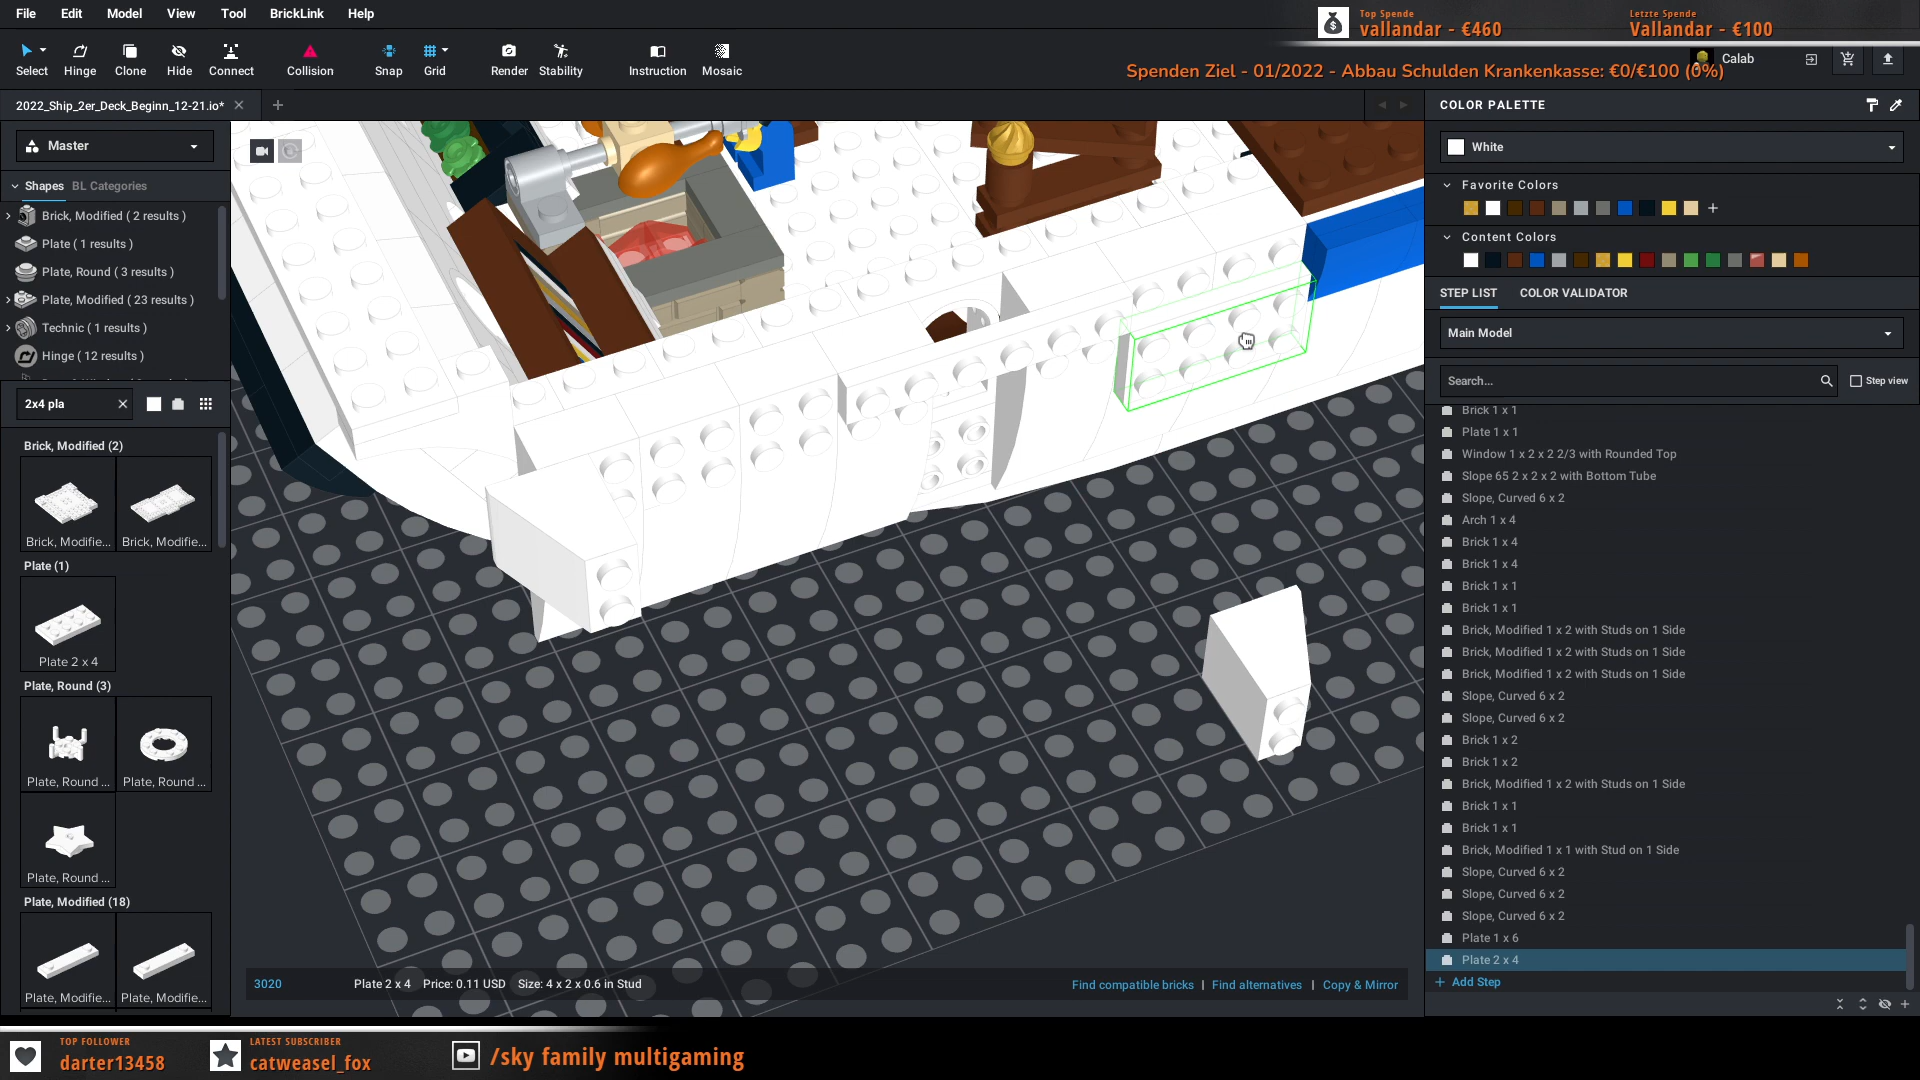 File Edit Model View Tool BrickLink Help
Top Spende
vallandar - €460
Letzte Spende
Vallandar - €100
Select Hinge Clone Hide Connect Collision Snap Grid Render Stability Instruction Mosaic
Spenden Ziel - 01/2022 - Abbau Schulden Krankenkasse: €0/€100 (0%)
Calab
2022_Ship_2er_Deck_Beginn_12-21.io*
COLOR PALETTE
Master
White
Shapes BL Categories
Favorite Colors
Brick, Modified ( 2 results )
Plate ( 1 results )
Plate, Round ( 3 results )
Plate, Modified ( 23 results )
Technic ( 1 results )
Hinge ( 12 results )
Content Colors
STEP LIST COLOR VALIDATOR
Main Model
Search...
Step view
2x4 pla
Brick, Modified (2)
Brick, Modifie... Brick, Modifie...
Plate (1)
Plate 2 x 4
Plate, Round (3)
Plate, Round ... Plate, Round ...
Plate, Round ...
Plate, Modified (18)
Plate, Modifie... Plate, Modifie...
Brick 1 x 1
Plate 1 x 1
Window 1 x 2 x 2 2/3 with Rounded Top
Slope 65 2 x 2 x 2 with Bottom Tube
Slope, Curved 6 x 2
Arch 1 x 4
Brick 1 x 4
Brick 1 x 4
Brick 1 x 1
Brick 1 x 1
Brick, Modified 1 x 2 with Studs on 1 Side
Brick, Modified 1 x 2 with Studs on 1 Side
Brick, Modified 1 x 2 with Studs on 1 Side
Slope, Curved 6 x 2
Slope, Curved 6 x 2
Brick 1 x 2
Brick 1 x 2
Brick, Modified 1 x 2 with Studs on 1 Side
Brick 1 x 1
Brick 1 x 1
Brick, Modified 1 x 1 with Stud on 1 Side
Slope, Curved 6 x 2
Slope, Curved 6 x 2
Slope, Curved 6 x 2
Plate 1 x 6
Plate 2 x 4
+ Add Step
3020 Plate 2 x 4 Price: 0.11 USD Size: 4 x 2 x 0.6 in Stud Find compatible bricks | Find alternatives | Copy & Mirror
TOP FOLLOWER
darter13458
LATEST SUBSCRIBER
catweasel_fox
/sky family multigaming